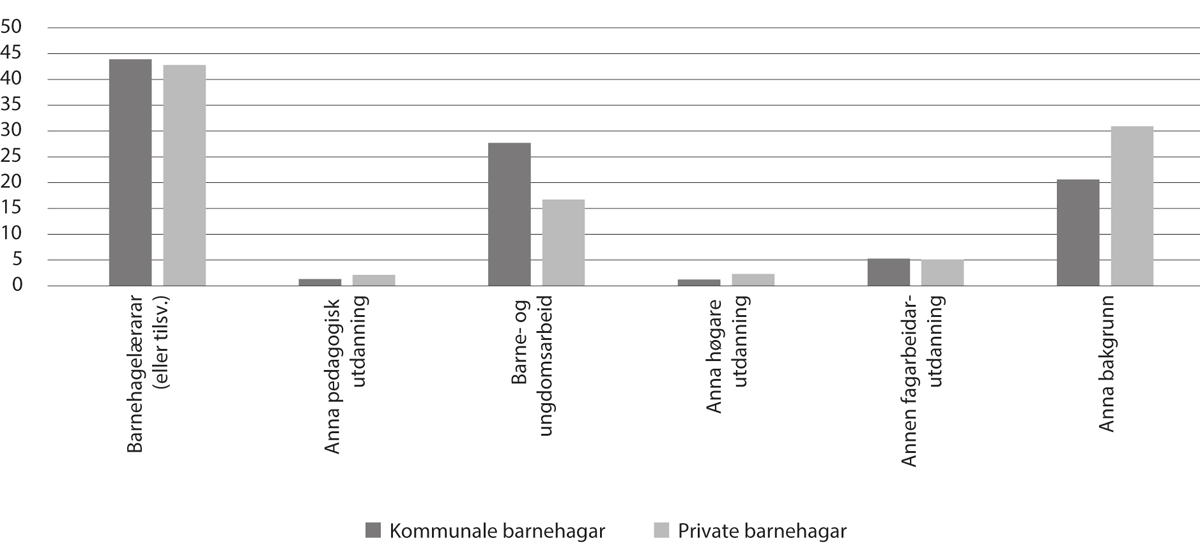 50
45
40
35
30
25
20
15
10
5
0
Barnehagelærarar
(eller tilsv.)
Anna pedagogisk
utdanning
Barne- og
ungdomsarbeid
Anna høgare
utdanning
Annen fagarbeidar-
utdanning
Anna bakgrunn
Kommunale barnehagar
Private barnehagar